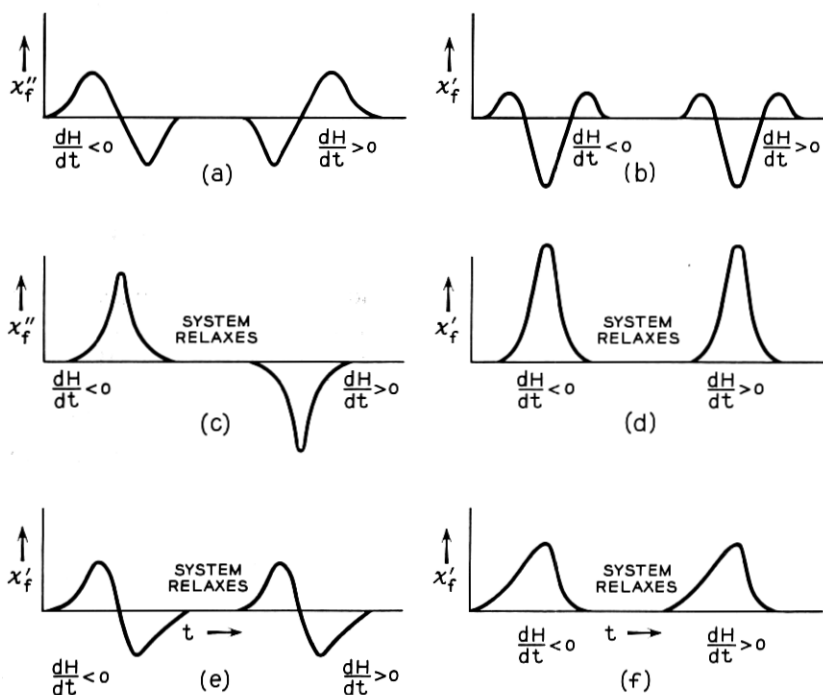 χ″f
dH/dt <0
dH/dt >0
(a)
χ′f
dH/dt <0
dH/dt >0
(b)
χ″f
SYSTEM
RELAXES
dH/dt <0
dH/dt >0
(c)
χ′f
SYSTEM
RELAXES
dH/dt <0
dH/dt >0
(d)
χ″f
SYSTEM
RELAXES
t
dH/dt <0
dH/dt >0
(e)
χ′f
SYSTEM
RELAXES
t
dH/dt <0
dH/dt >0
(f)